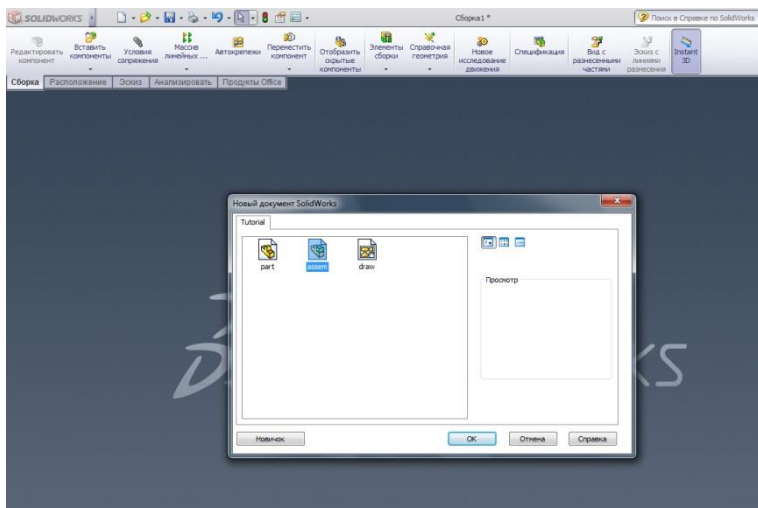 SOLIDWORKS
Сборка1 *
Поиск в Справке по SolidWorks
Редактировать компонент
Вставить компоненты
Условия сопряжения
Массив линейных ...
Автокрепежи
Переместить компонент
Отобразить скрытые компоненты
Элементы сборки
Справочная геометрия
Новое исследование движения
Спецификация
Вид с разнесенными частями
Эскиз с линиями разнесения
Instant 3D
Сборка Расположение Эскиз Анализировать Продукты Office
Новый документ SolidWorks
Tutorial
part assem draw
Просмотр
Новичок OK Отмена Справка